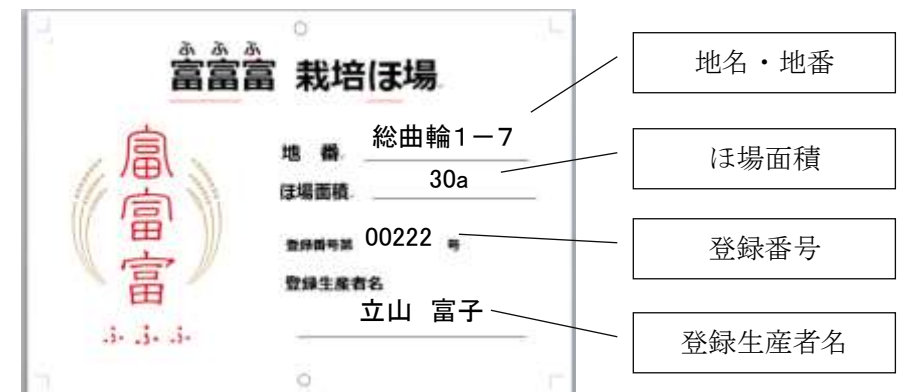 ふ ふ ふ
富富富 栽培ほ場
地 番 総曲輪1-7
ほ場面積 30a
登録番号第 00222 号
登録生産者名
立山 富子
富富富
ふ ふ ふ
地名・地番
ほ場面積
登録番号
登録生産者名